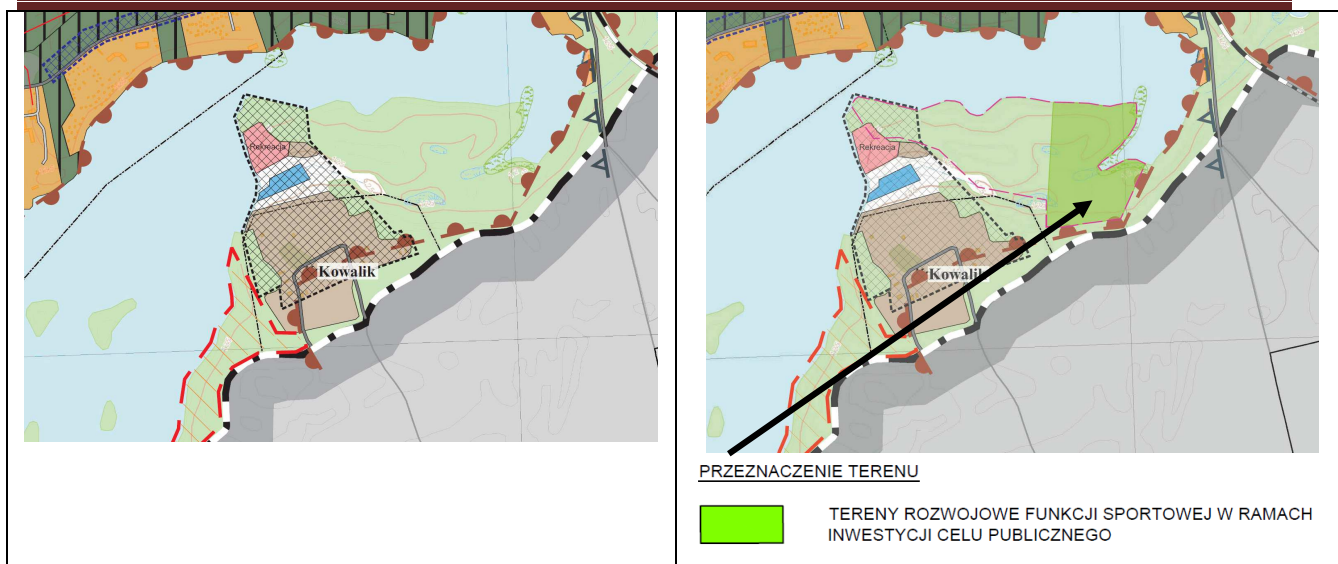 Rekreacja
Kowalik
Rekreacja
Kowalik
PRZEZNACZENIE TERENU
TERENY ROZWOJOWE FUNKCJI SPORTOWEJ W RAMACH
INWESTYCJI CELU PUBLICZNEGO